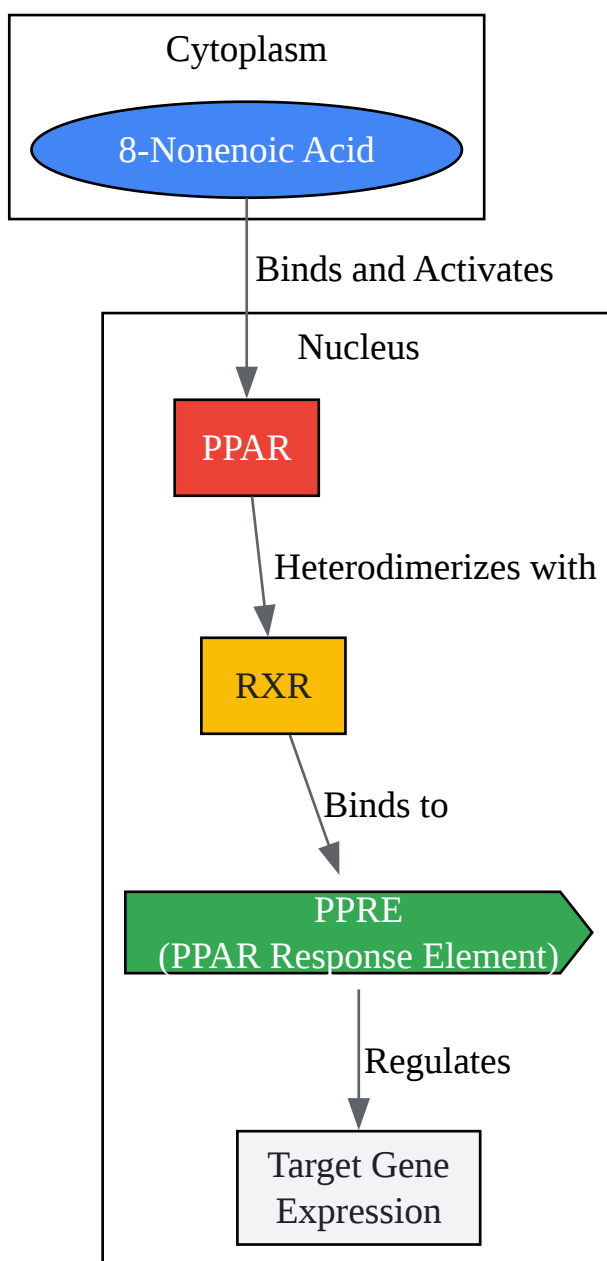 Cytoplasm
8-Nonenoic Acid
Binds and Activates
Nucleus
PPAR
Heterodimerizes with
RXR
Binds to
PPRE
(PPAR Response Element)
Regulates
Target Gene
Expression